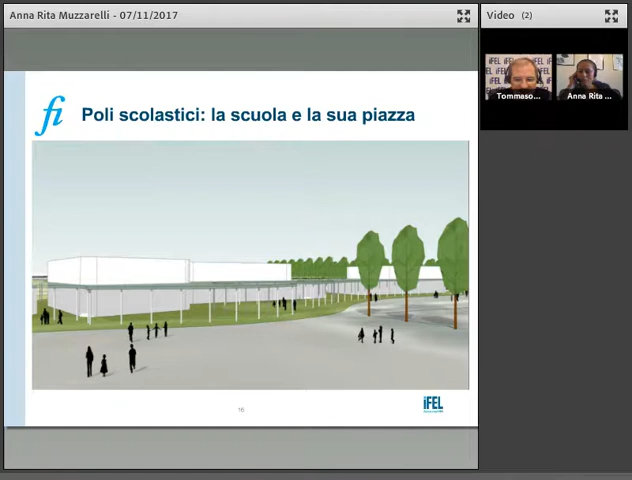 Anna Rita Muzzarelli - 07/11/2017
Video (2)
iFEL
Tommaso...
Anna Rita ...
fi
Poli scolastici: la scuola e la sua piazza
16
iFEL